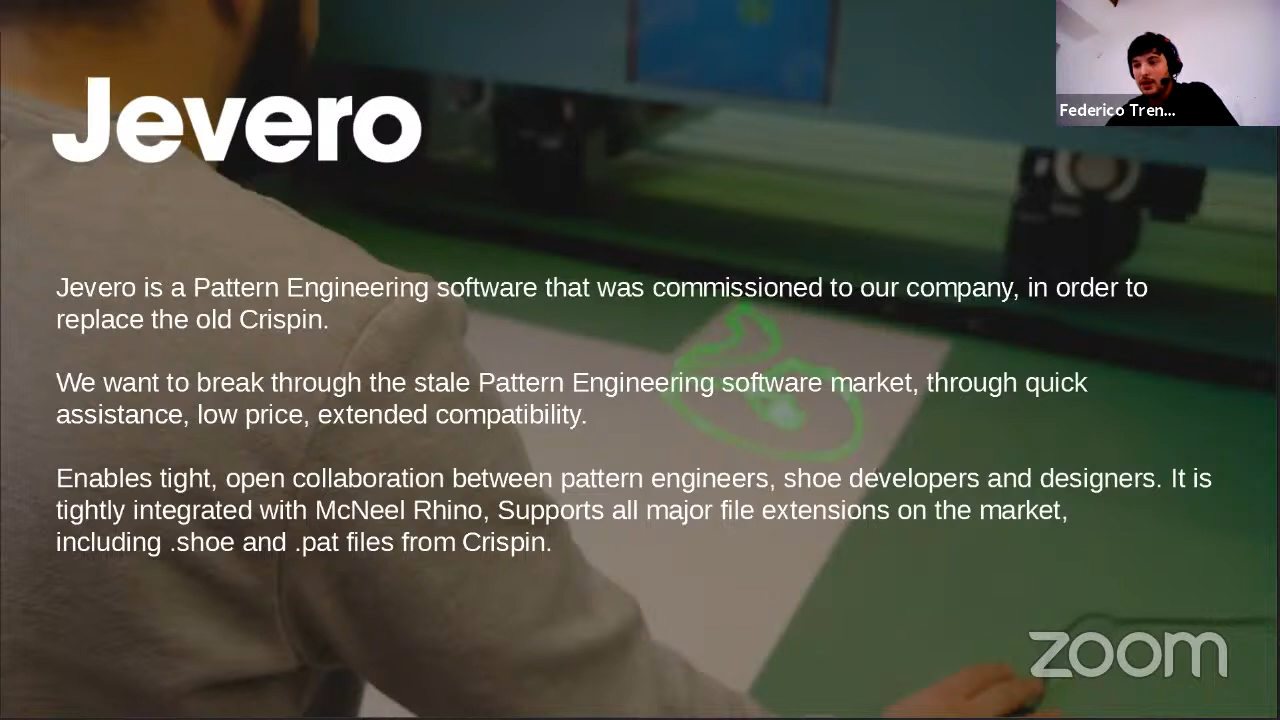 Jevero
Federico Tren...
Jevero is a Pattern Engineering software that was commissioned to our company, in order to
replace the old Crispin.
We want to break through the stale Pattern Engineering software market, through quick
assistance, low price, extended compatibility.
Enables tight, open collaboration between pattern engineers, shoe developers and designers. It is
tightly integrated with McNeel Rhino, Supports all major file extensions on the market,
including .shoe and .pat files from Crispin.
zoom